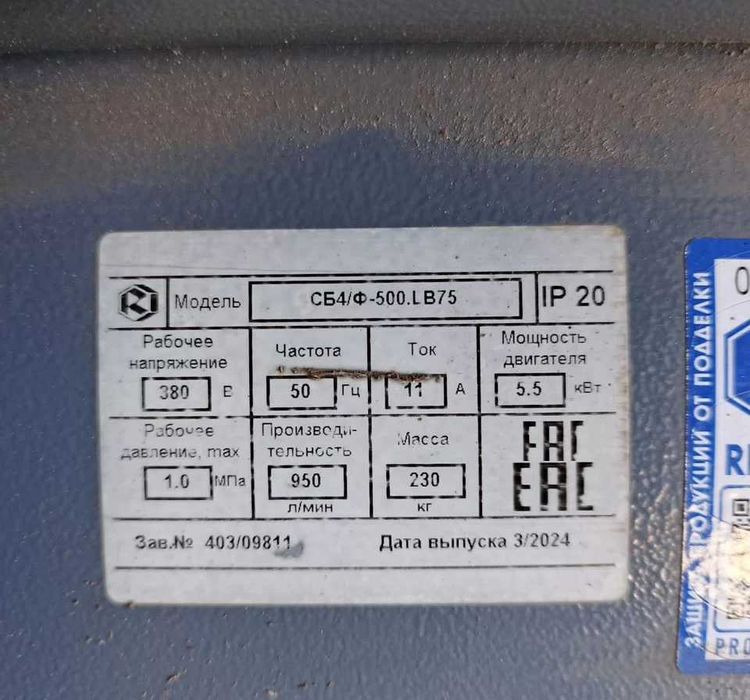 Модель СБ4/Ф-500.LB75 IP 20
Рабочее напряжение 380 В
Частота 50 Гц
Ток 11 А
Мощность двигателя 5.5 кВт
Рабочее давление, max 1.0 МПа
Производи-
тельность 950 л/мин
Масса 230 кг
EAC
EAC
Зав.№ 403/09811 Дата выпуска 3/2024
ЗАЩИТА ПРОДУКЦИИ ОТ ПОДДЕЛКИ